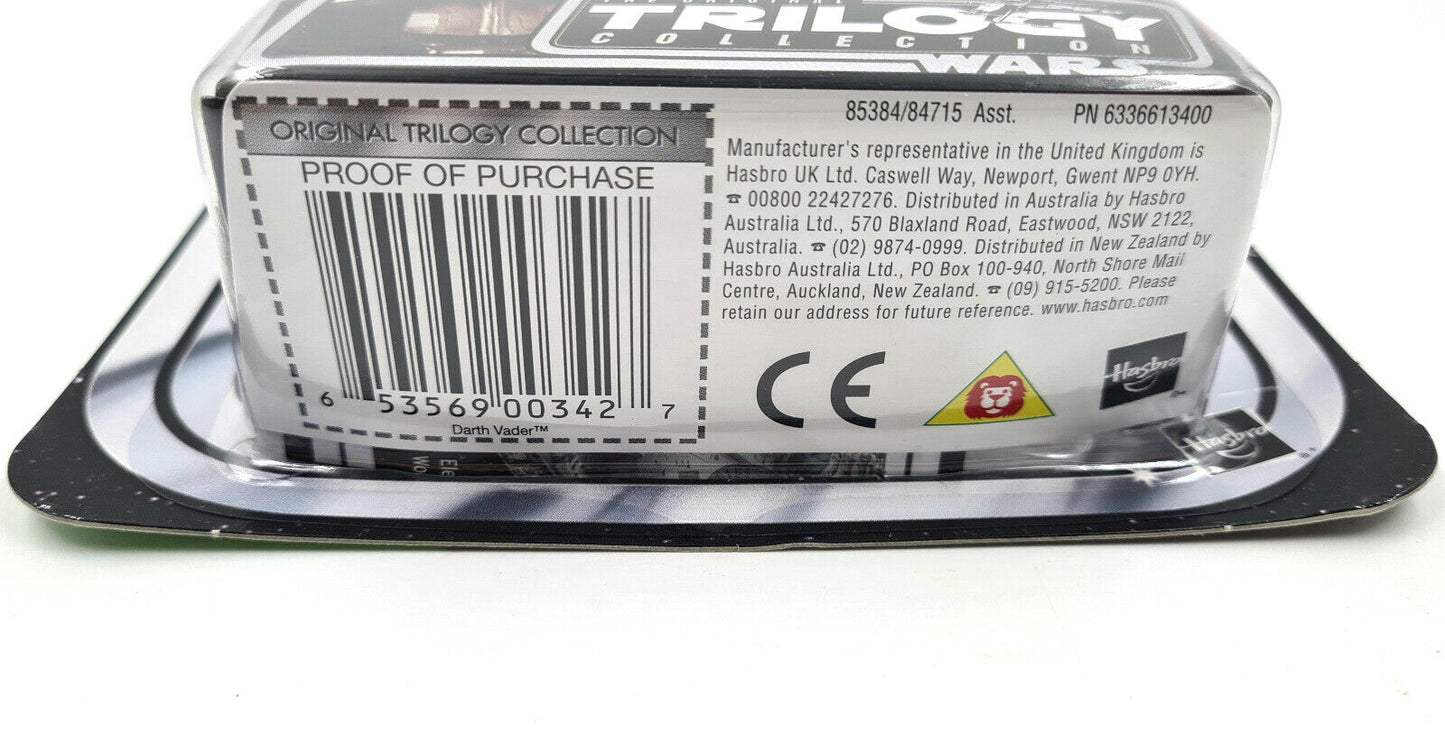 THE ORIGINAL
TRILOGY
COLLECTION
WARS
ORIGINAL TRILOGY COLLECTION
PROOF OF PURCHASE
6 53569 00342 7
Darth Vader™
85384/84715 Asst. PN 6336613400
Manufacturer's representative in the United Kingdom is
Hasbro UK Ltd. Caswell Way, Newport, Gwent NP9 0YH.
☎ 00800 22427276. Distributed in Australia by Hasbro
Australia Ltd., 570 Blaxland Road, Eastwood, NSW 2122,
Australia. ☎ (02) 9874-0999. Distributed in New Zealand by
Hasbro Australia Ltd., PO Box 100-940, North Shore Mail
Centre, Auckland, New Zealand. ☎ (09) 915-5200. Please
retain our address for future reference. www.hasbro.com
CE
Hasbro
Hasbro